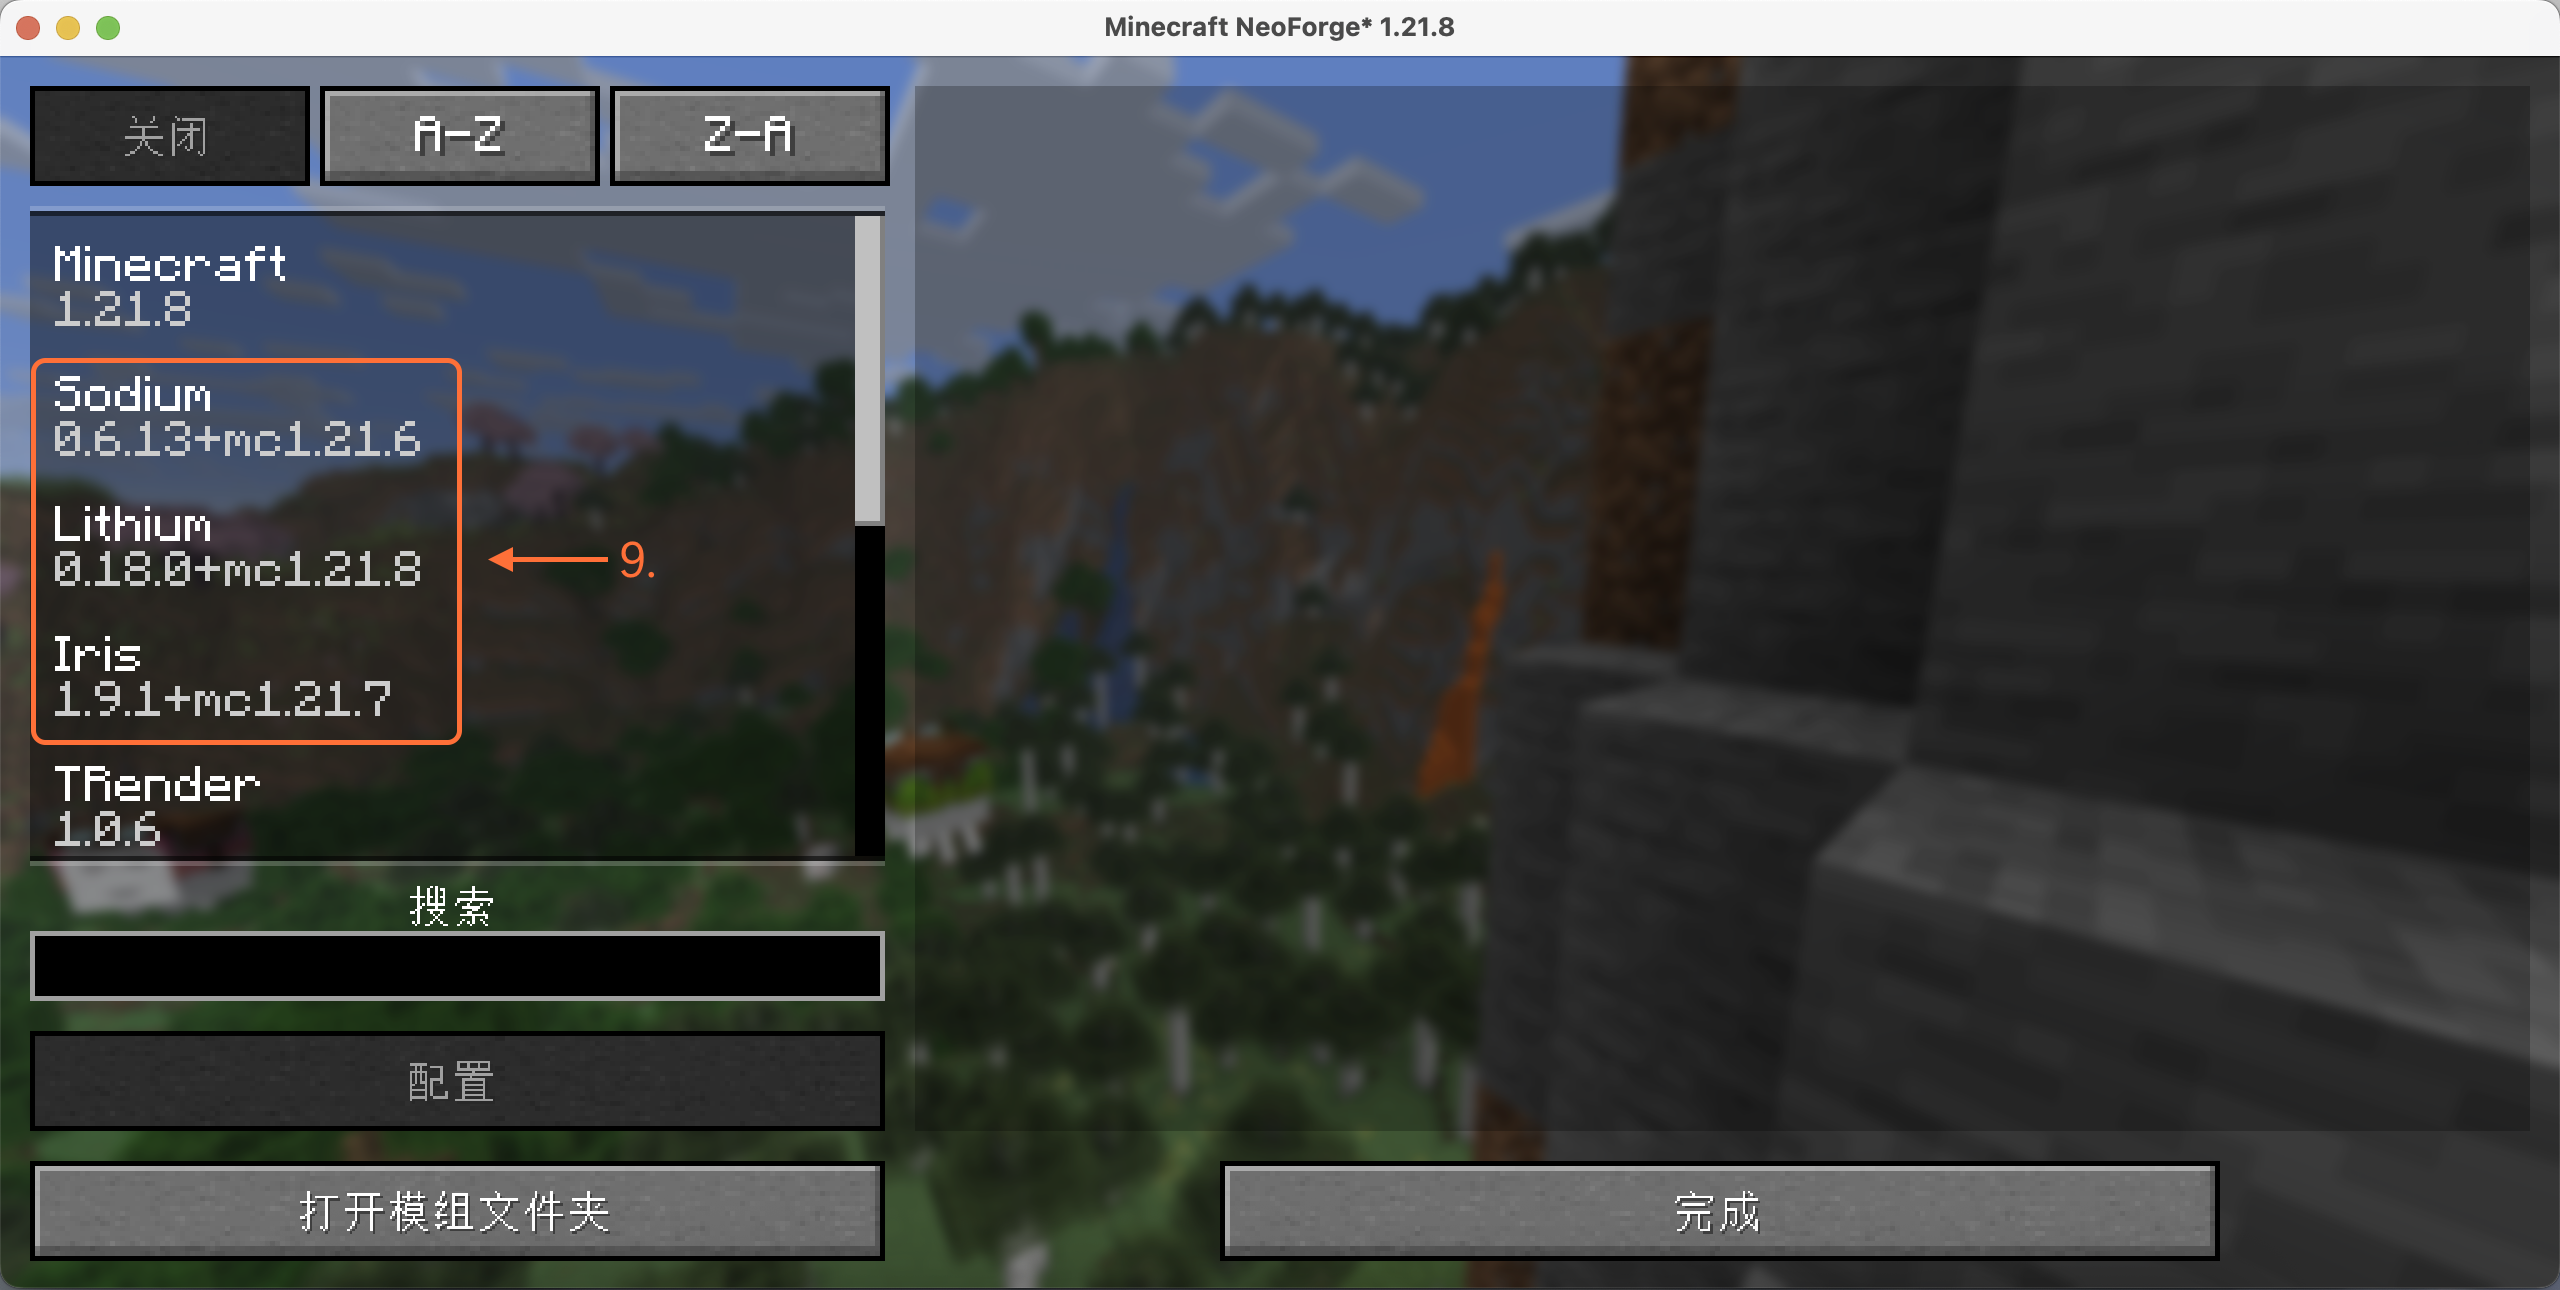 Minecraft NeoForge* 1.21.8
关闭
A-Z
Z-A
Minecraft
1.21.8
Sodium
0.6.13+mc1.21.6
Lithium
0.18.0+mc1.21.8
9.
Iris
1.9.1+mc1.21.7
TRender
1.0.6
搜索
配置
打开模组文件夹
完成